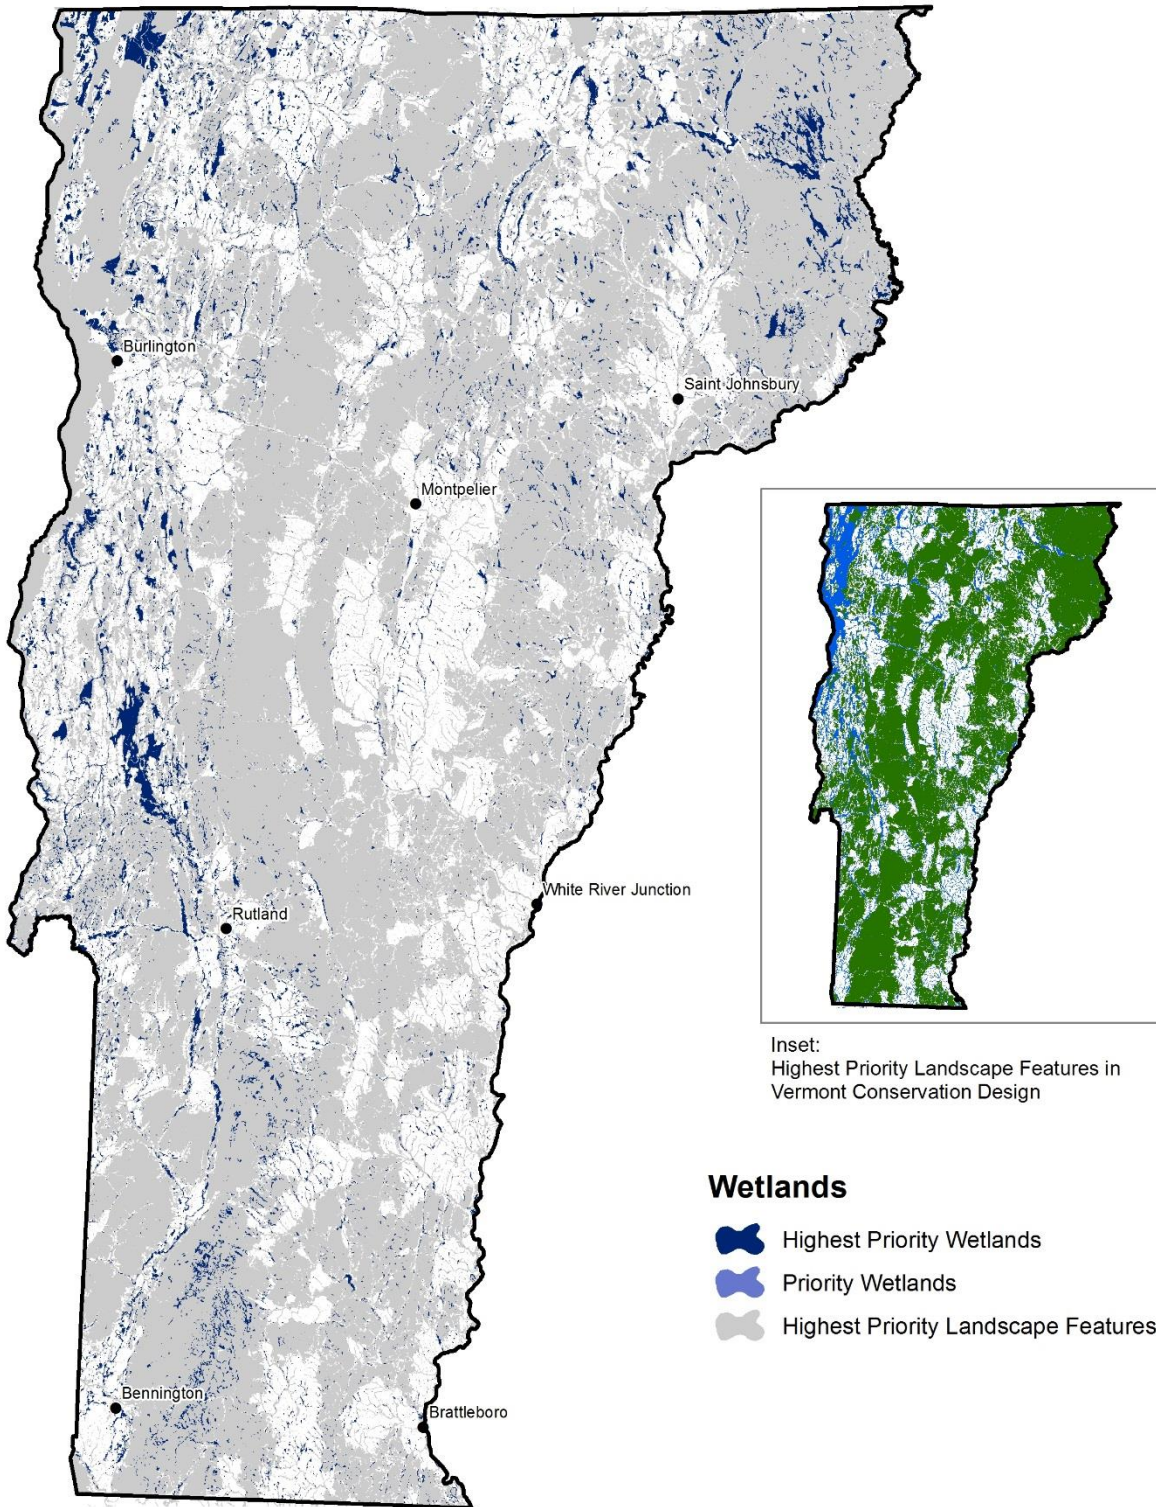 Burlington
Saint Johnsbury
Montpelier
White River Junction
Rutland
Inset:
Highest Priority Landscape Features in
Vermont Conservation Design
Wetlands
Highest Priority Wetlands
Priority Wetlands
Highest Priority Landscape Features
Bennington
Brattleboro